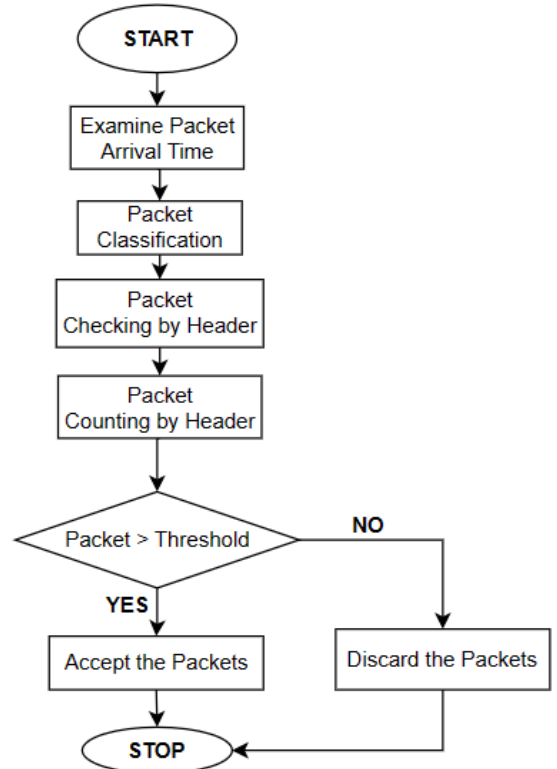 START
Examine Packet
Arrival Time
Packet
Classification
Packet
Checking by Header
Packet
Counting by Header
Packet > Threshold
NO
YES
Accept the Packets
Discard the Packets
STOP